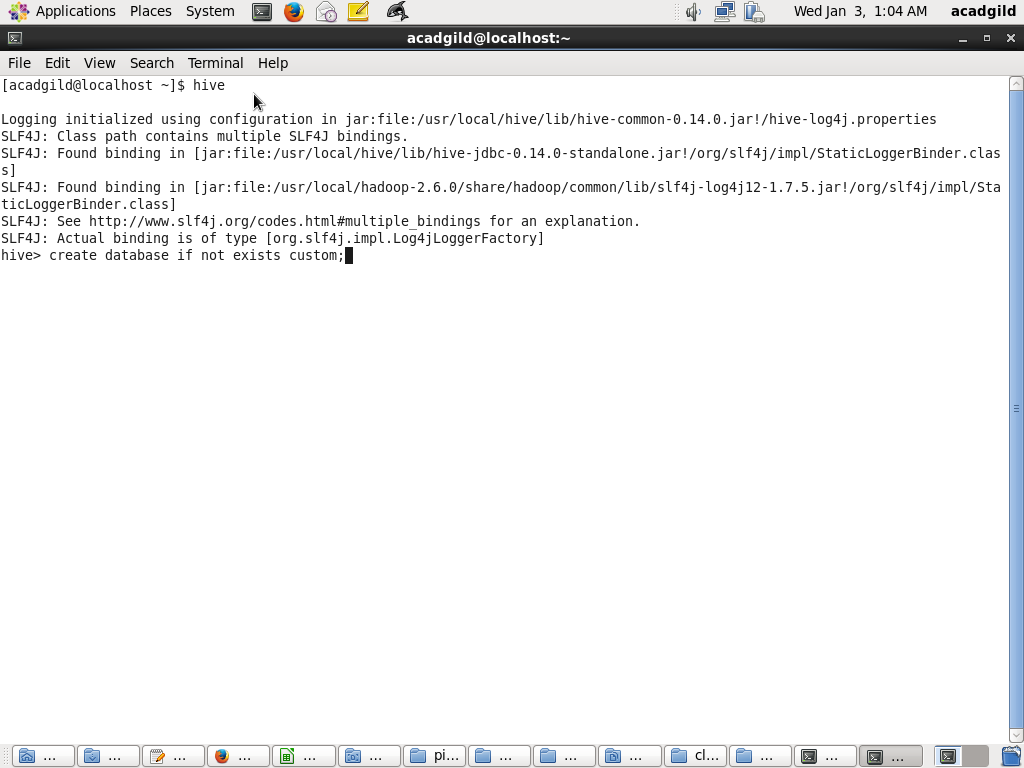 Applications Places System Wed Jan 3, 1:04 AM acadgild
acadgild@localhost:~
File Edit View Search Terminal Help
[acadgild@localhost ~]$ hive
Logging initialized using configuration in jar:file:/usr/local/hive/lib/hive-common-0.14.0.jar!/hive-log4j.properties
SLF4J: Class path contains multiple SLF4J bindings.
SLF4J: Found binding in [jar:file:/usr/local/hive/lib/hive-jdbc-0.14.0-standalone.jar!/org/slf4j/impl/StaticLoggerBinder.clas
s]
SLF4J: Found binding in [jar:file:/usr/local/hadoop-2.6.0/share/hadoop/common/lib/slf4j-log4j12-1.7.5.jar!/org/slf4j/impl/Sta
ticLoggerBinder.class]
SLF4J: See http://www.slf4j.org/codes.html#multiple_bindings for an explanation.
SLF4J: Actual binding is of type [org.slf4j.impl.Log4jLoggerFactory]
hive> create database if not exists custom;
... ... ... ... ... ... pi... ... ... ... cl... ... ... ...